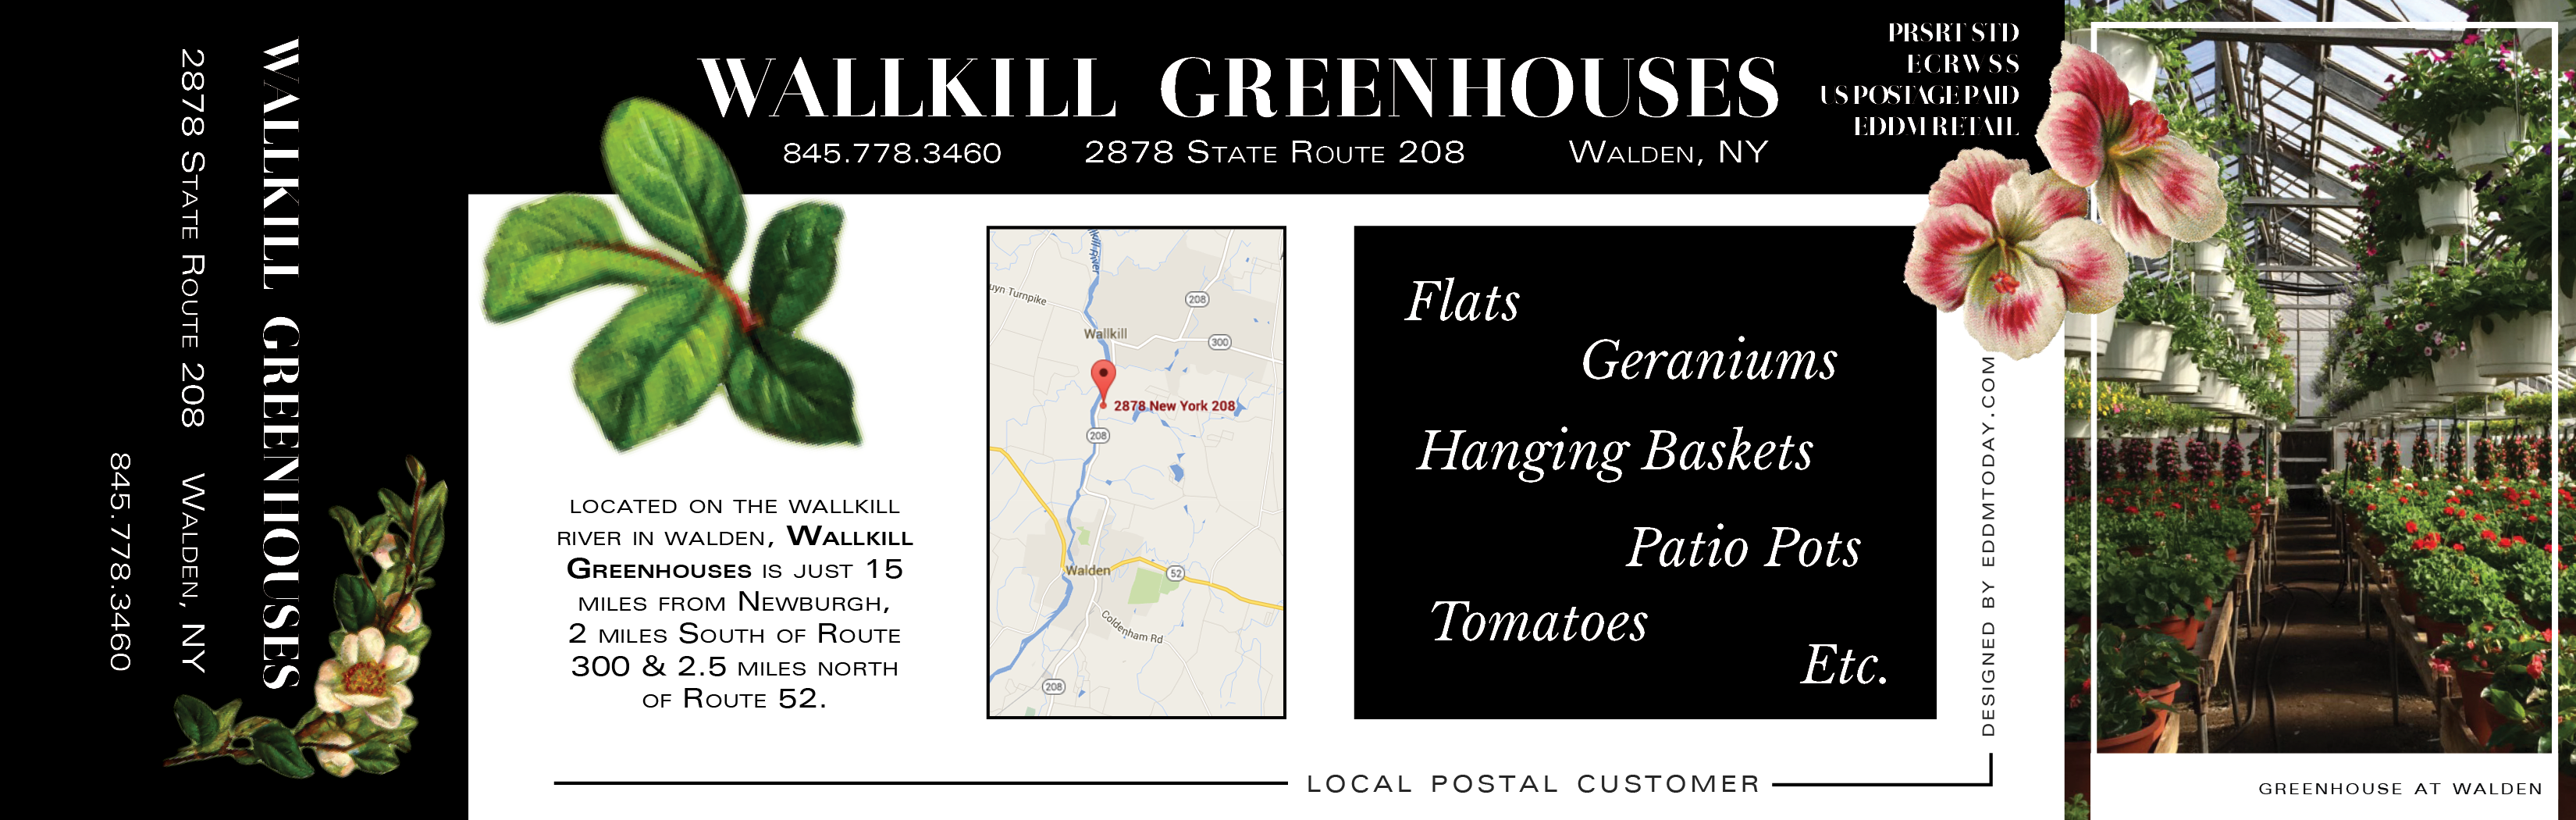 WALLKILL GREENHOUSES
2878 State Route 208 Walden, NY
845.778.3460
WALLKILL GREENHOUSES
845.778.3460 2878 State Route 208 Walden, NY
PRSRT STD
ECRWSS
US POSTAGE PAID
EDDM RETAIL
LOCATED ON THE WALLKILL
RIVER IN WALDEN, Wallkill
Greenhouses IS JUST 15
MILES FROM Newburgh,
2 MILES South OF Route
300 & 2.5 MILES NORTH
OF Route 52.
Wallkill River
uyn Turnpike
208
Wallkill
300
2878 New York 208
208
Walden
52
Coldenham Rd
208
Flats
Geraniums
Hanging Baskets
Patio Pots
Tomatoes
Etc.
DESIGNED BY EDDMTODAY.COM
LOCAL POSTAL CUSTOMER
GREENHOUSE AT WALDEN